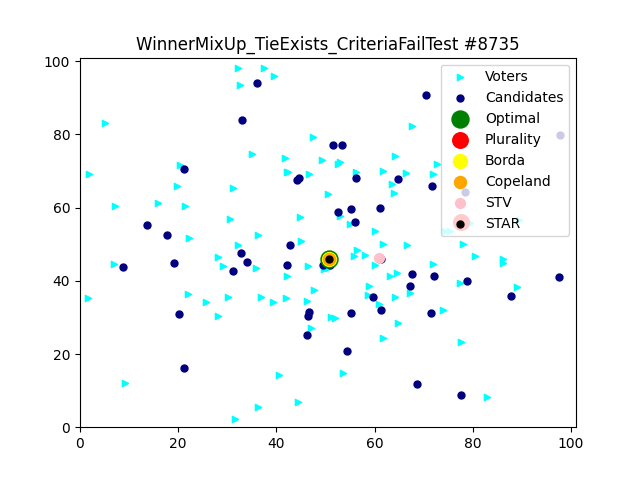 WinnerMixUp_TieExists_CriteriaFailTest #8735
100
80
60
40
20
0
0
20
40
60
80
100
Voters
Candidates
Optimal
Plurality
Borda
Copeland
STV
STAR